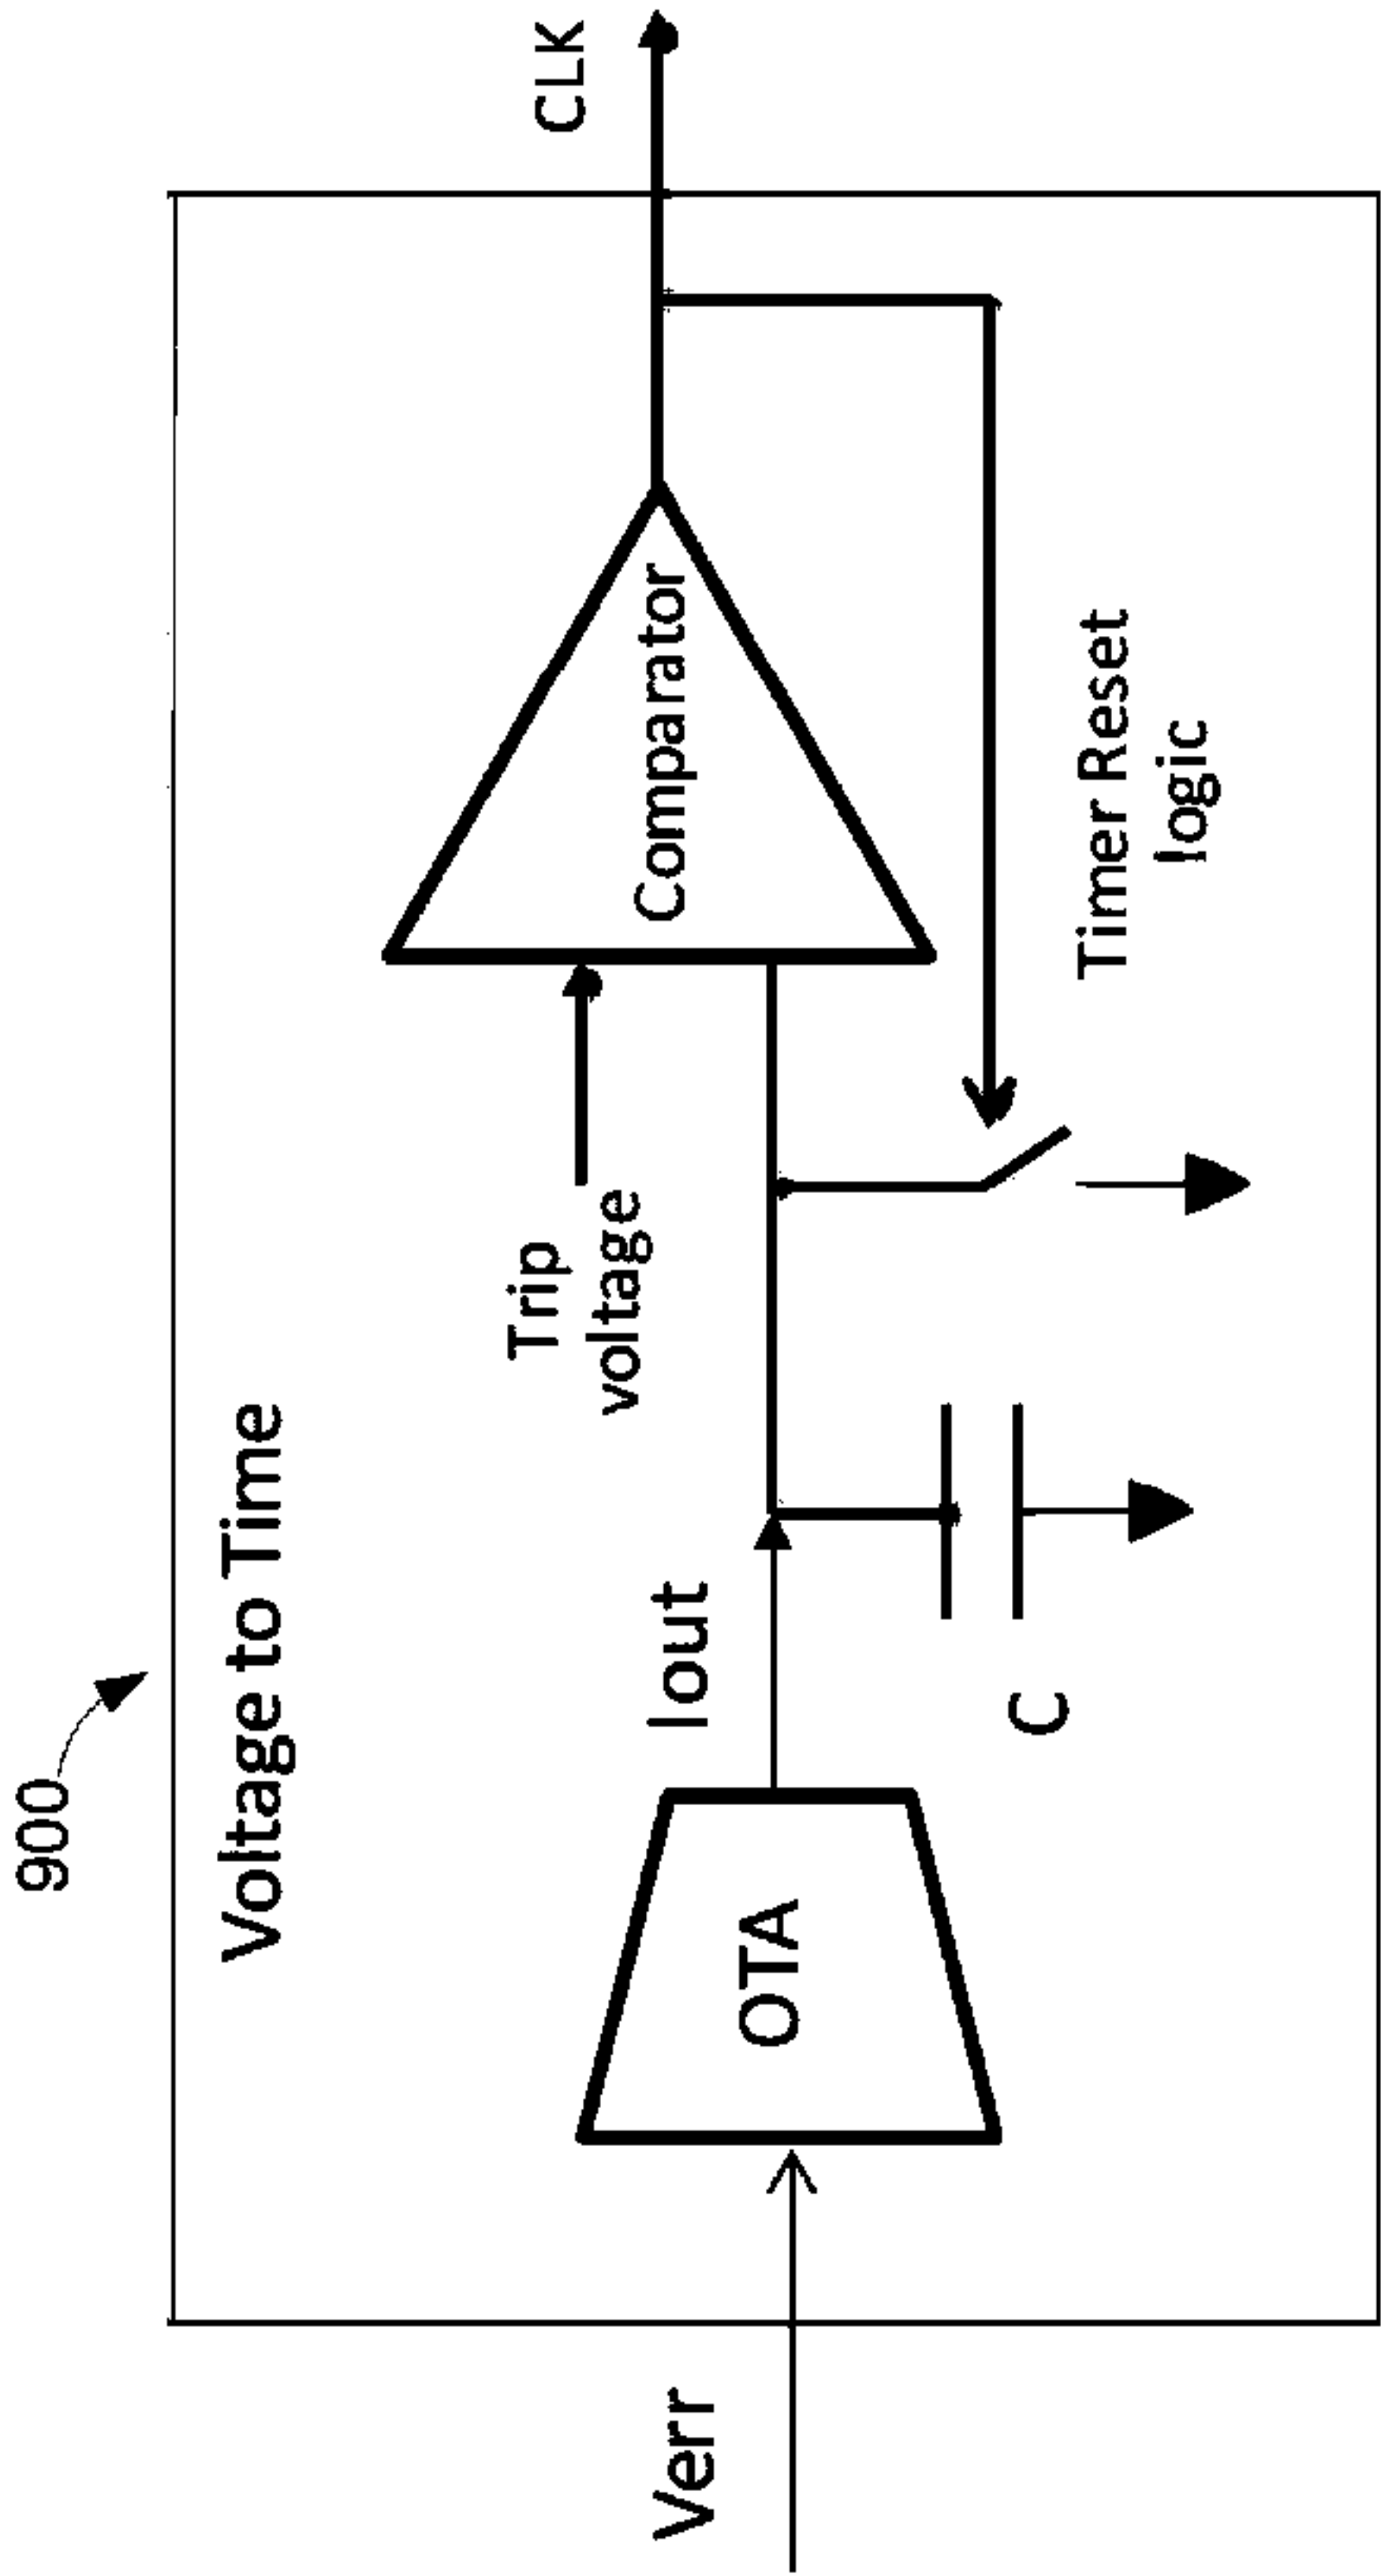 900
Voltage to Time
Verr
OTA
Iout
C
Trip
voltage
Comparator
Timer Reset
logic
CLK